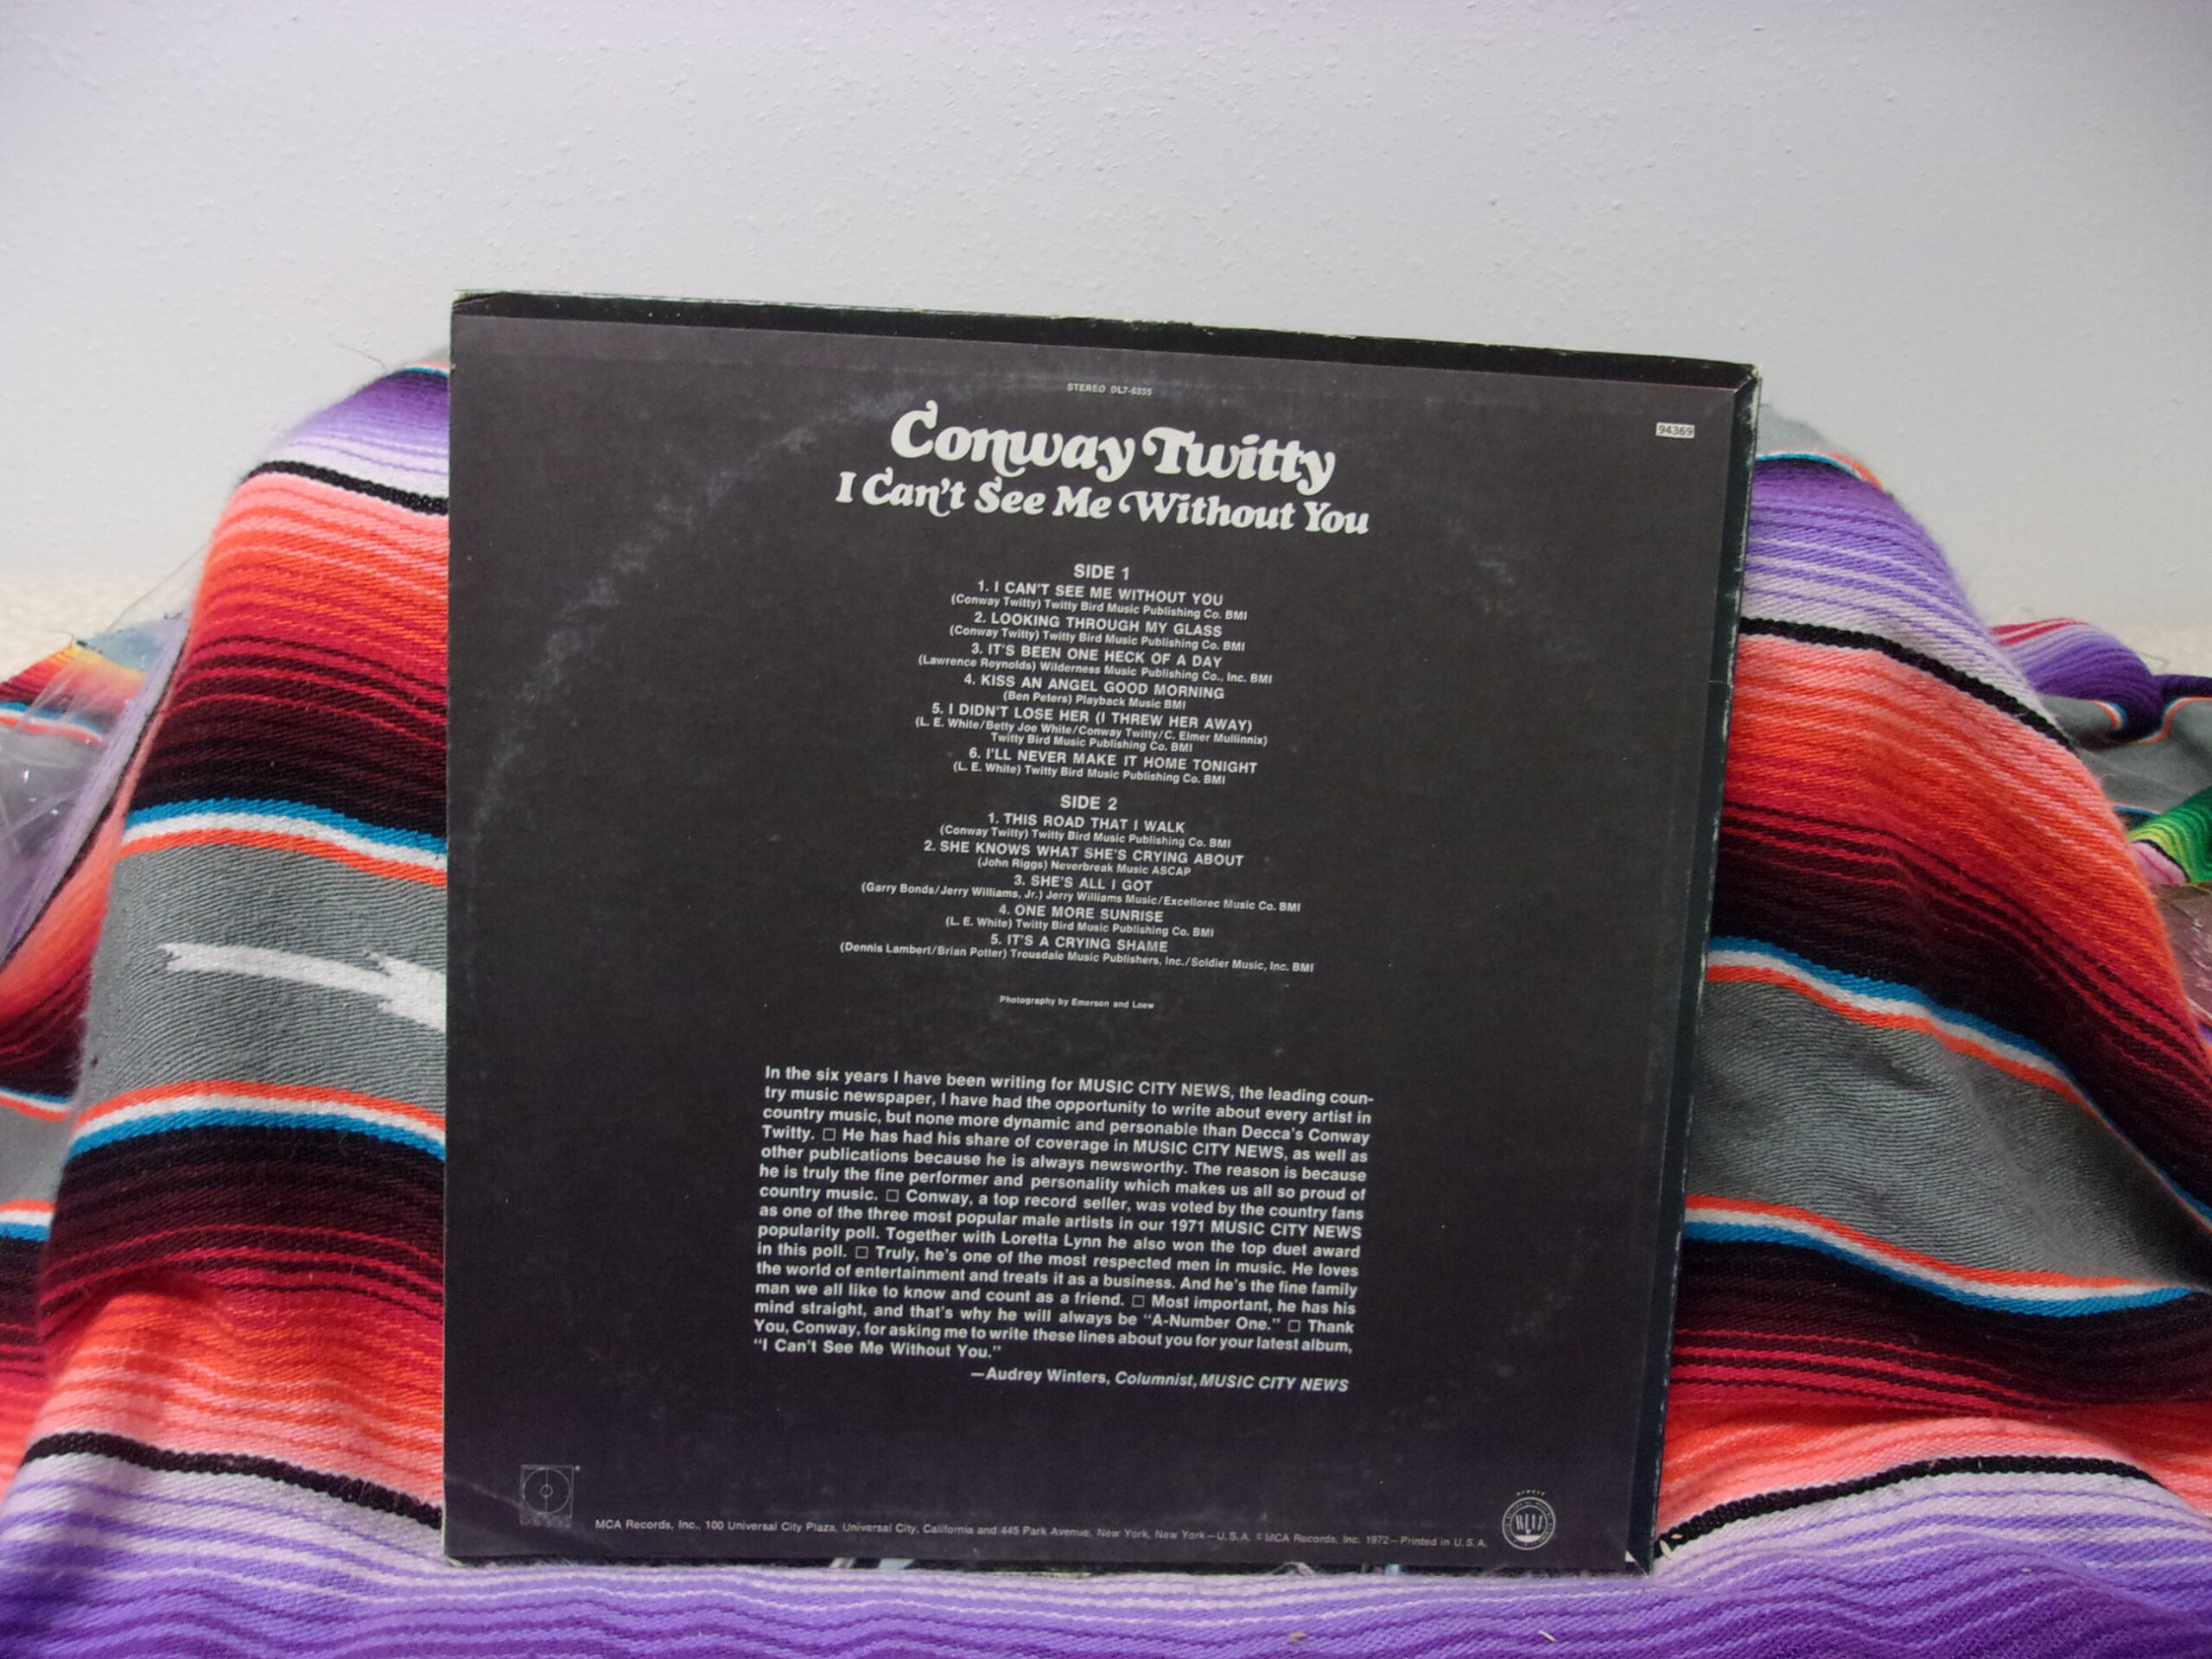 STEREO DL7-5335
94369
Conway Twitty
I Can't See Me Without You
SIDE 1
1. I CAN'T SEE ME WITHOUT YOU
(Conway Twitty) Twitty Bird Music Publishing Co. BMI
2. LOOKING THROUGH MY GLASS
(Conway Twitty) Twitty Bird Music Publishing Co. BMI
3. IT'S BEEN ONE HECK OF A DAY
(Lawrence Reynolds) Wilderness Music Publishing Co., Inc. BMI
4. KISS AN ANGEL GOOD MORNING
(Ben Peters) Playback Music BMI
5. I DIDN'T LOSE HER (I THREW HER AWAY)
(L. E. White/Betty Joe White/Conway Twitty/C. Elmer Mullinnix)
Twitty Bird Music Publishing Co. BMI
6. I'LL NEVER MAKE IT HOME TONIGHT
(L. E. White) Twitty Bird Music Publishing Co. BMI
SIDE 2
1. THIS ROAD THAT I WALK
(Conway Twitty) Twitty Bird Music Publishing Co. BMI
2. SHE KNOWS WHAT SHE'S CRYING ABOUT
(John Riggs) Neverbreak Music ASCAP
3. SHE'S ALL I GOT
(Garry Bonds/Jerry Williams, Jr.) Jerry Williams Music/Excellorec Music Co. BMI
4. ONE MORE SUNRISE
(L. E. White) Twitty Bird Music Publishing Co. BMI
5. IT'S A CRYING SHAME
(Dennis Lambert/Brian Potter) Trousdale Music Publishers, Inc./Soldier Music, Inc. BMI
Photography by Emerson and Loew
In the six years I have been writing for MUSIC CITY NEWS, the leading coun-
try music newspaper, I have had the opportunity to write about every artist in
country music, but none more dynamic and personable than Decca's Conway
Twitty. □ He has had his share of coverage in MUSIC CITY NEWS, as well as
other publications because he is always newsworthy. The reason is because
he is truly the fine performer and personality which makes us all so proud of
country music. □ Conway, a top record seller, was voted by the country fans
as one of the three most popular male artists in our 1971 MUSIC CITY NEWS
popularity poll. Together with Loretta Lynn he also won the top duet award
in this poll. □ Truly, he's one of the most respected men in music. He loves
the world of entertainment and treats it as a business. And he's the fine family
man we all like to know and count as a friend. □ Most important, he has his
mind straight, and that's why he will always be "A-Number One." □ Thank
You, Conway, for asking me to write these lines about you for your latest album,
"I Can't See Me Without You."
—Audrey Winters, Columnist, MUSIC CITY NEWS
MCA Records, Inc., 100 Universal City Plaza, Universal City, California and 445 Park Avenue, New York, New York—U.S.A. © MCA Records, Inc. 1972—Printed in U.S.A.